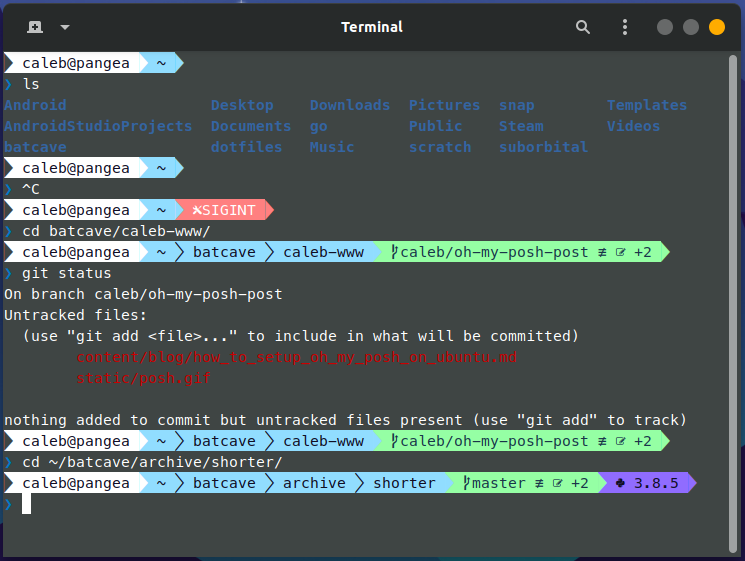 Terminal
caleb@pangea ~
❯ ls
Android Desktop Downloads Pictures snap Templates
AndroidStudioProjects Documents go Public Steam Videos
batcave dotfiles Music scratch suborbital
caleb@pangea ~
❯ ^C
caleb@pangea ~ ✘SIGINT
❯ cd batcave/caleb-www/
caleb@pangea ~ batcave caleb-www caleb/oh-my-posh-post ≢ +2
❯ git status
On branch caleb/oh-my-posh-post
Untracked files:
(use "git add <file>..." to include in what will be committed)
content/blog/how_to_setup_oh_my_posh_on_ubuntu.md
static/posh.gif
nothing added to commit but untracked files present (use "git add" to track)
caleb@pangea ~ batcave caleb-www caleb/oh-my-posh-post ≢ +2
❯ cd ~/batcave/archive/shorter/
caleb@pangea ~ batcave archive shorter master ≢ +2 3.8.5
❯